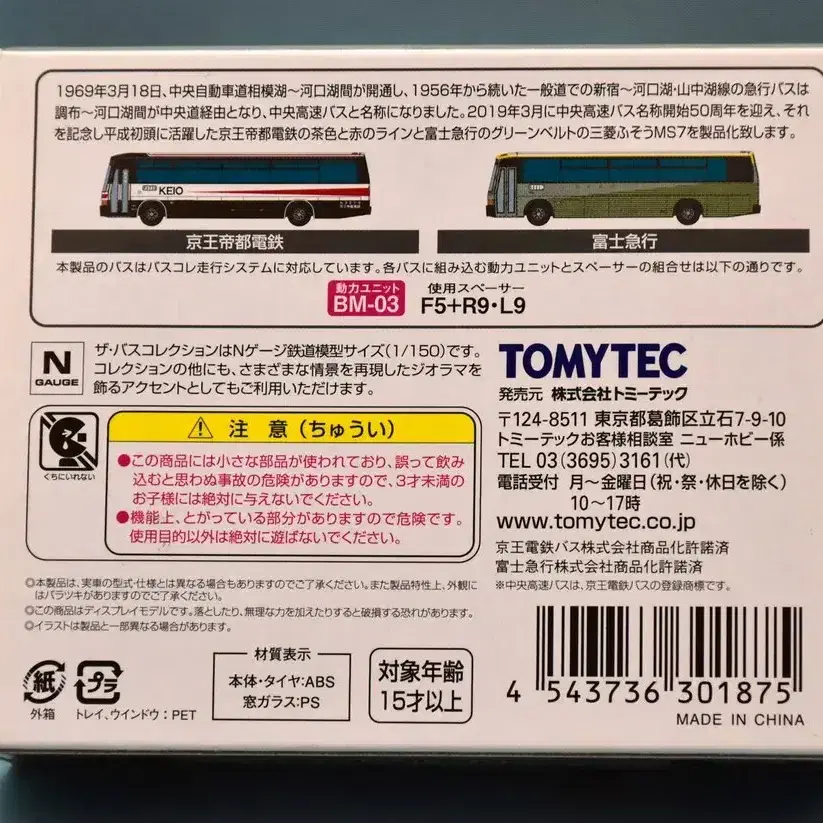 1969年3月18日、中央自動車道相模湖～河口湖間が開通し、1956年から続いた一般道での新宿～河口湖・山中湖線の急行バスは
調布～河口湖間が中央道経由となり、中央高速バスと名称になりました。2019年3月に中央高速バス名称開始50周年を迎え、それ
を記念し平成初頭に活躍した京王帝都電鉄の茶色と赤のラインと富士急行のグリーンベルトの三菱ふそうMS7を製品化致します。
KEIO
京王帝都電鉄
富士急行
本製品のバスはバスコレ走行システムに対応しています。各バスに組み込む動力ユニットとスペーサーの組合せは以下の通りです。
動力ユニット
BM-03
使用スペーサー
F5+R9・L9
N
GAUGE
ザ・バスコレクションはNゲージ鉄道模型サイズ(1/150)です。
コレクションの他にも、さまざまな情景を再現したジオラマを
飾るアクセントとしてもご利用いただけます。
くちにいれない
注 意（ちゅうい）
●この商品には小さな部品が使われており、誤って飲み
込むと思わぬ事故の危険がありますので、3才未満の
お子様には絶対に与えないでください。
●機能上、とがっている部分がありますので危険です。
使用目的以外は絶対に遊ばないでください。
TOMYTEC
発売元 株式会社トミーテック
〒124-8511 東京都葛飾区立石7-9-10
トミーテックお客様相談室 ニューホビー係
TEL 03(3695)3161(代)
電話受付 月～金曜日(祝・祭・休日を除く)
10～17時
www.tomytec.co.jp
京王電鉄バス株式会社商品化許諾済
富士急行株式会社商品化許諾済
※中央高速バスは、京王電鉄バスの登録商標です。
◎本製品は、実車の型式・仕様とは異なる場合もありますのでご了承ください。また製品特性上、外観に
はバラツキがありますのでご了承ください。
◎この商品はディスプレイモデルです。落としたり、無理な力を加えたりすると破損する恐れがあります。
◎イラストは製品と一部異なる場合があります。
紙
外箱
プラ
トレイ、ウインドウ：PET
材質表示
本体・タイヤ：ABS
窓ガラス：PS
対象年齢
15才以上
4 543736 301875
MADE IN CHINA